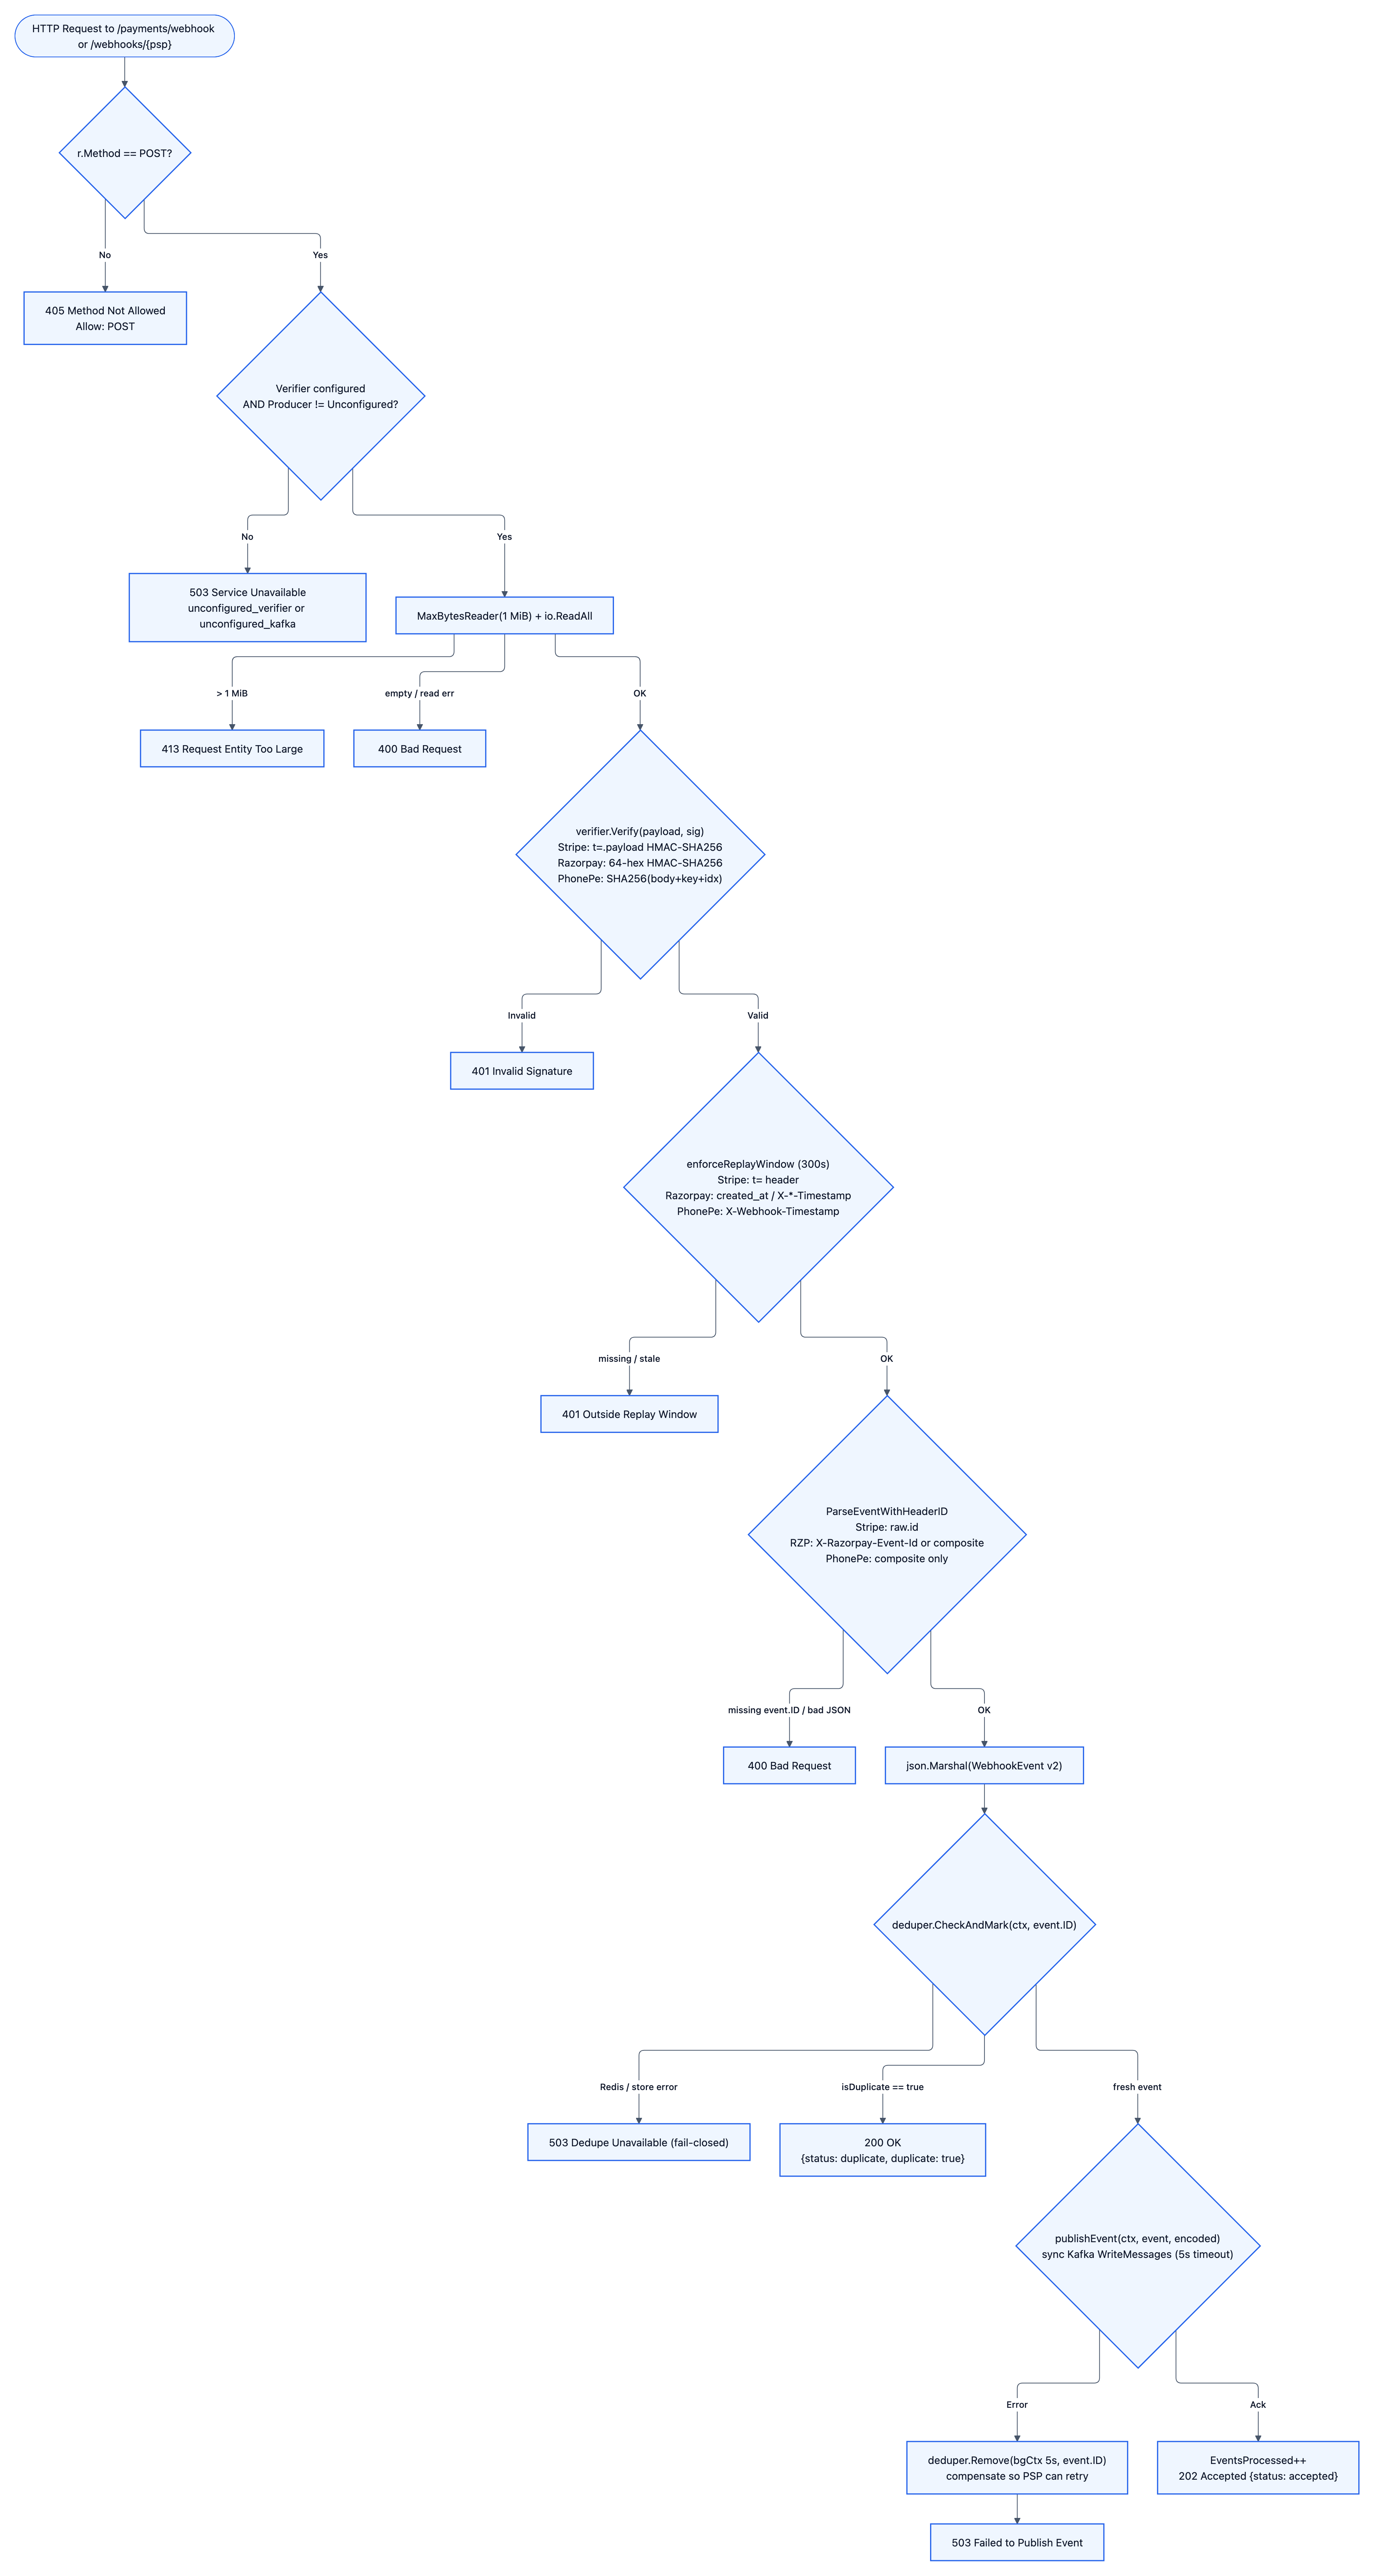 HTTP Request to /payments/webhook
or /webhooks/{psp}
r.Method == POST?
No
Yes
405 Method Not Allowed
Allow: POST
Verifier configured
AND Producer != Unconfigured?
No
Yes
503 Service Unavailable
unconfigured_verifier or
unconfigured_kafka
MaxBytesReader(1 MiB) + io.ReadAll
> 1 MiB
empty / read err
OK
413 Request Entity Too Large
400 Bad Request
verifier.Verify(payload, sig)
Stripe: t=.payload HMAC-SHA256
Razorpay: 64-hex HMAC-SHA256
PhonePe: SHA256(body+key+idx)
Invalid
Valid
401 Invalid Signature
enforceReplayWindow (300s)
Stripe: t= header
Razorpay: created_at / X-*-Timestamp
PhonePe: X-Webhook-Timestamp
missing / stale
OK
401 Outside Replay Window
ParseEventWithHeaderID
Stripe: raw.id
RZP: X-Razorpay-Event-Id or composite
PhonePe: composite only
missing event.ID / bad JSON
OK
400 Bad Request
json.Marshal(WebhookEvent v2)
deduper.CheckAndMark(ctx, event.ID)
Redis / store error
isDuplicate == true
fresh event
503 Dedupe Unavailable (fail-closed)
200 OK
{status: duplicate, duplicate: true}
publishEvent(ctx, event, encoded)
sync Kafka WriteMessages (5s timeout)
Error
Ack
deduper.Remove(bgCtx 5s, event.ID)
compensate so PSP can retry
EventsProcessed++
202 Accepted {status: accepted}
503 Failed to Publish Event